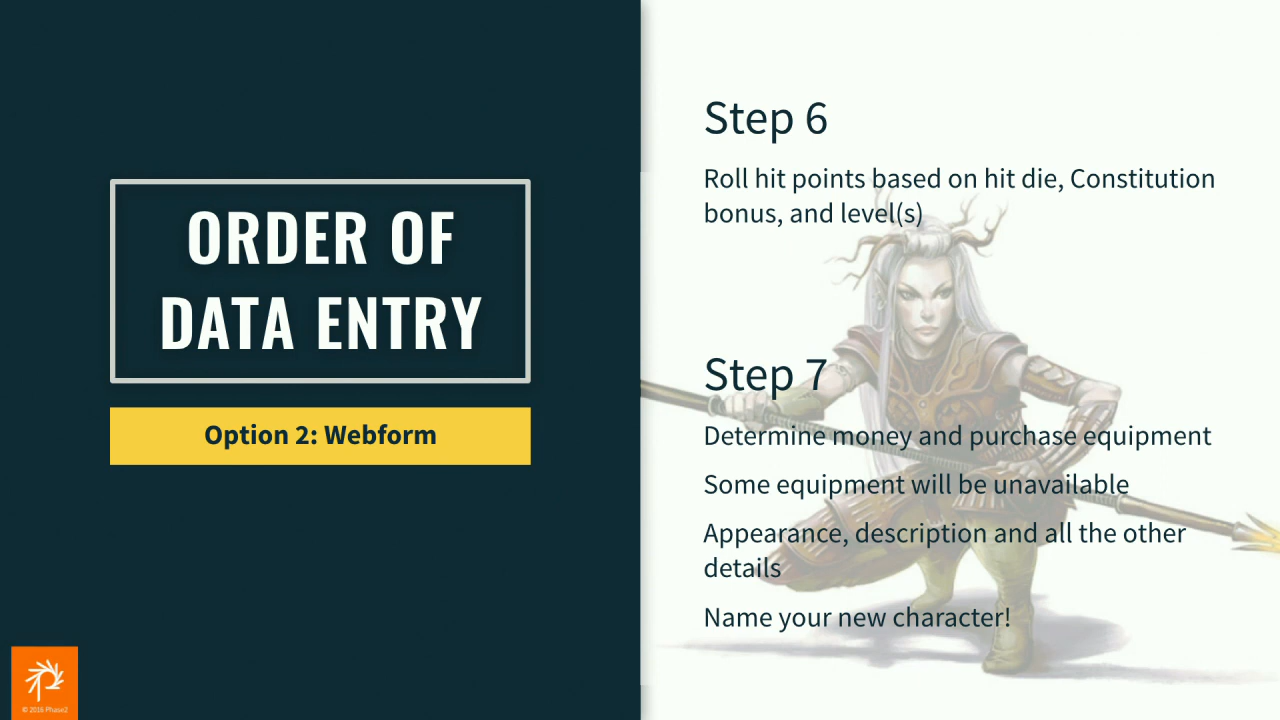 ORDER OF
DATA ENTRY
Option 2: Webform
© 2016 Phase2
Step 6
Roll hit points based on hit die, Constitution
bonus, and level(s)
Step 7
Determine money and purchase equipment
Some equipment will be unavailable
Appearance, description and all the other
details
Name your new character!